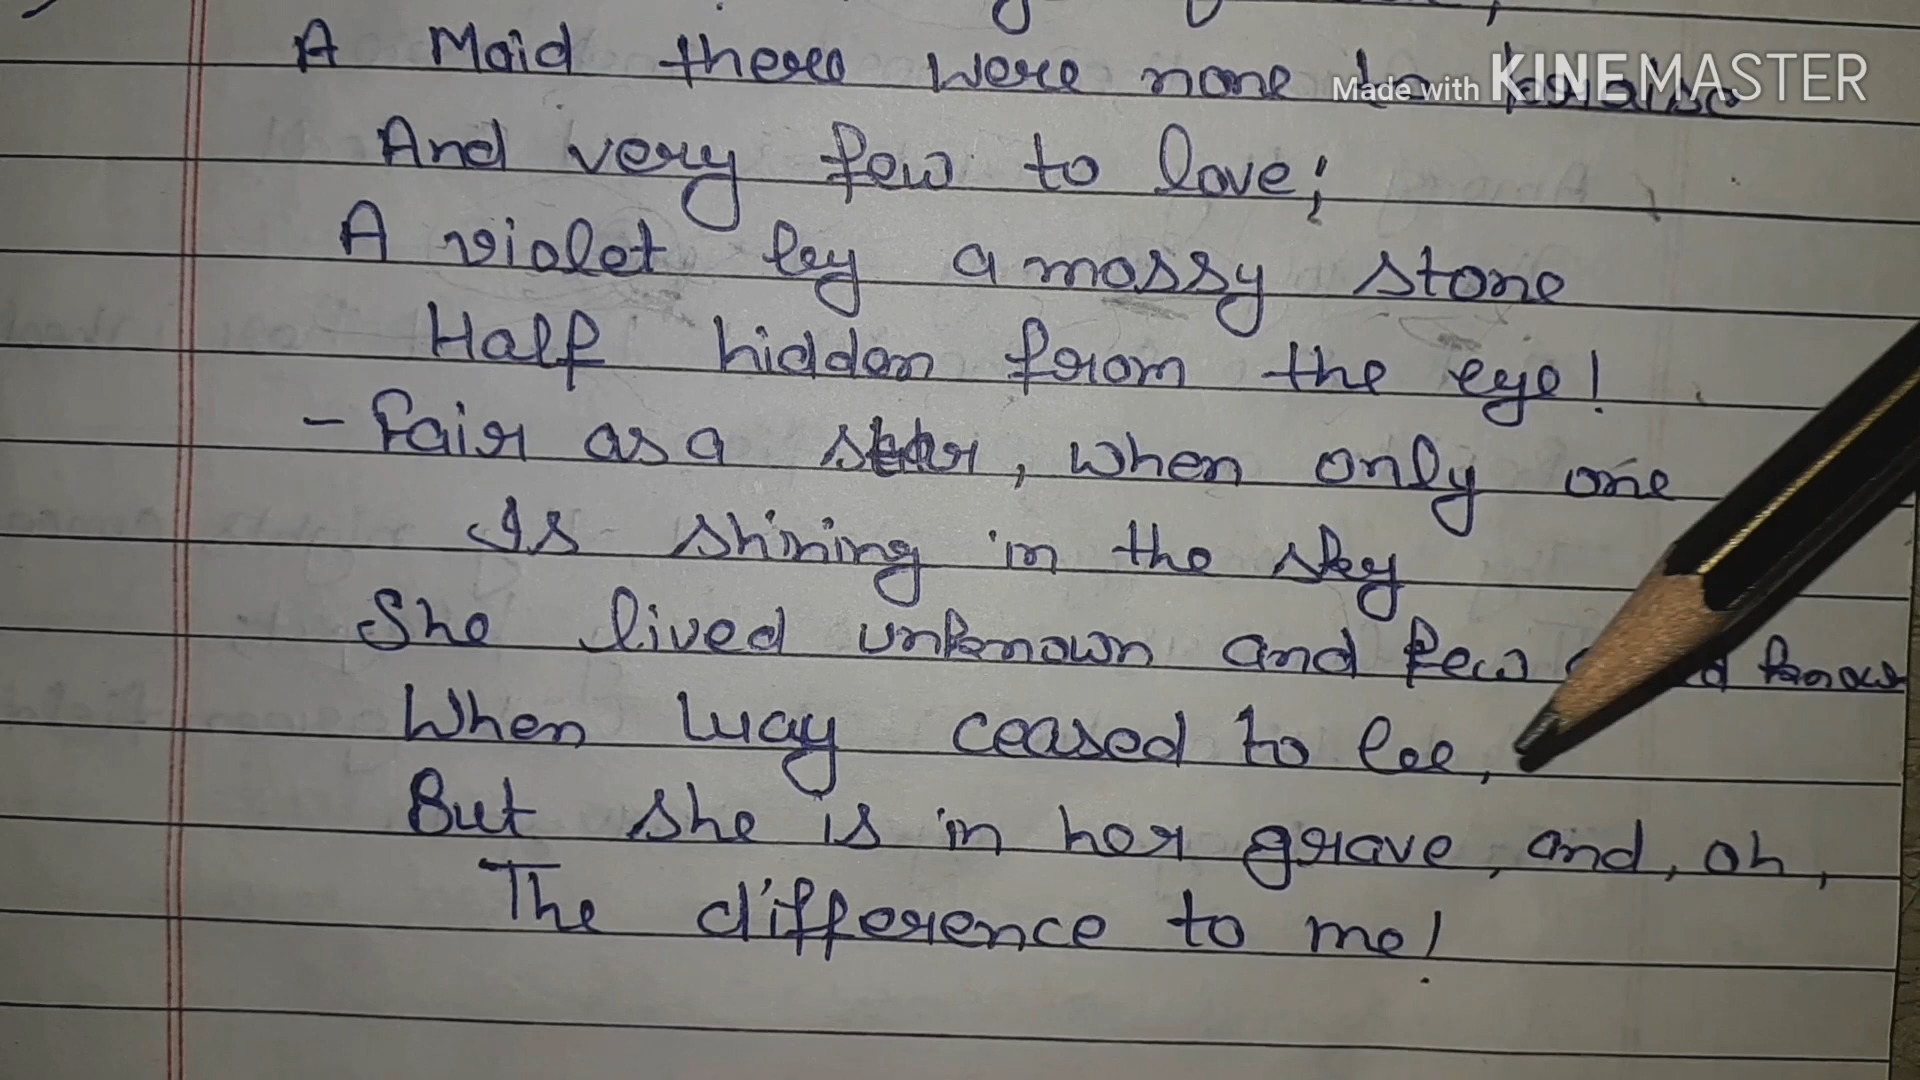 A Maid there were none to praise
Made with KINEMASTER
And very few to love;
A violet by a mossy stone
Half hidden from the eye!
- Fair as a star, when only one
Is shining in the sky
She lived unknown and few know
When Lucy ceased to be,
But she is in her grave, and, oh,
The difference to me!